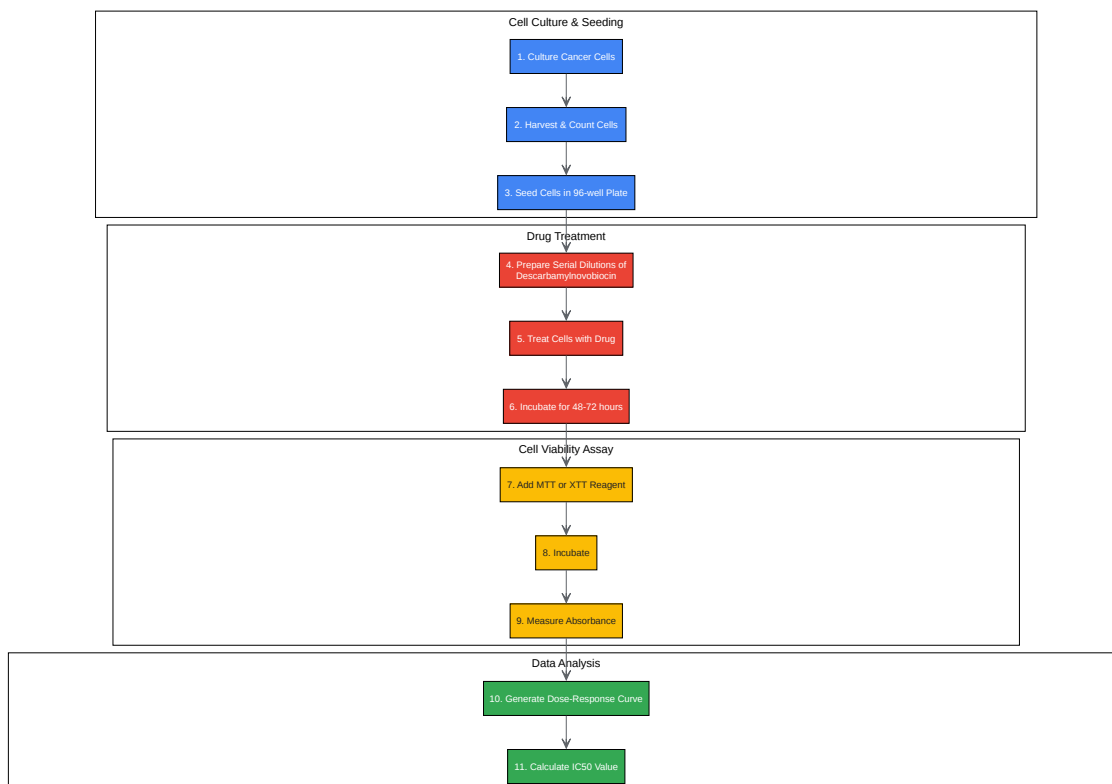 Cell Culture & Seeding
1. Culture Cancer Cells
2. Harvest & Count Cells
3. Seed Cells in 96-well Plate
Drug Treatment
4. Prepare Serial Dilutions of
Descarbamylnovobiocin
5. Treat Cells with Drug
6. Incubate for 48-72 hours
Cell Viability Assay
7. Add MTT or XTT Reagent
8. Incubate
9. Measure Absorbance
Data Analysis
10. Generate Dose-Response Curve
11. Calculate IC50 Value